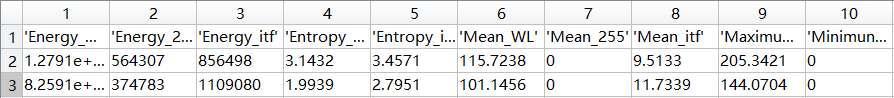 1 2 3 4 5 6 7 8 9 10
1 'Energy_... 'Energy_2... 'Energy_itf' 'Entropy_... 'Entropy_i... 'Mean_WL' 'Mean_255' 'Mean_itf' 'Maximu... 'Minimun...
2 1.2791e+... 564307 856498 3.1432 3.4571 115.7238 0 9.5133 205.3421 0
3 8.2591e+... 374783 1109080 1.9939 2.7951 101.1456 0 11.7339 144.0704 0